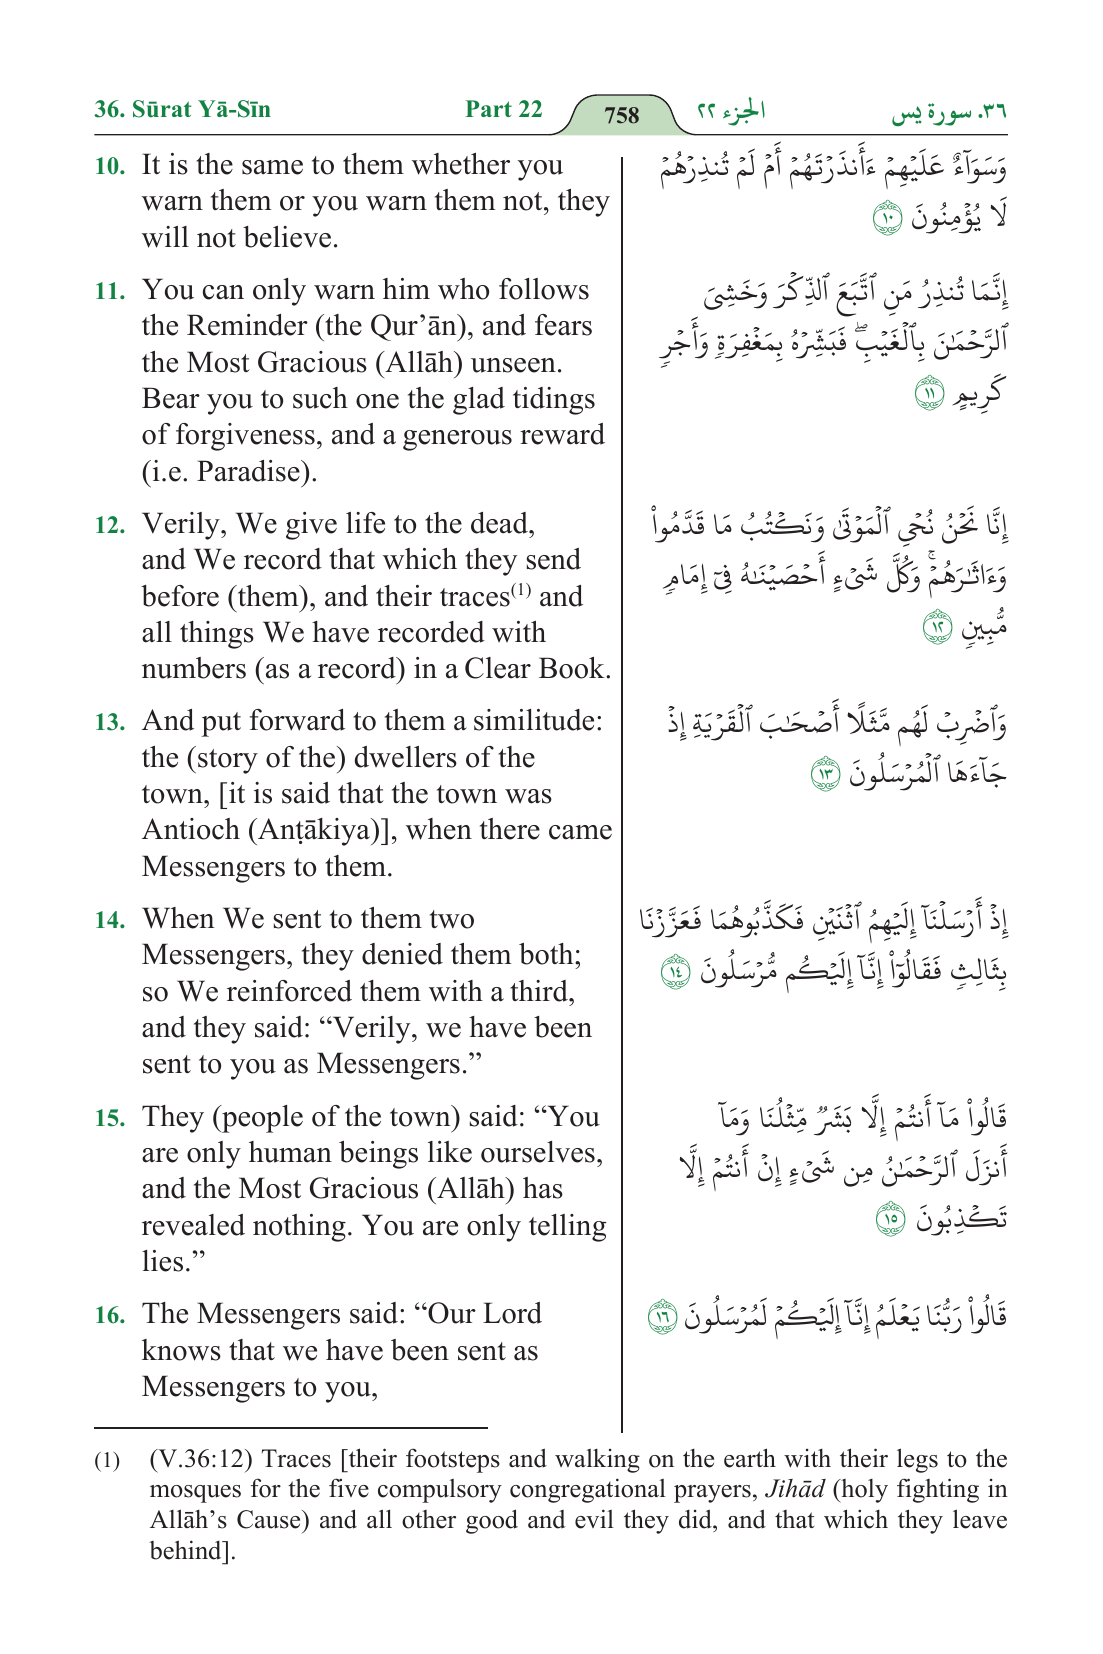 36. Sūrat Yā-Sīn Part 22 758 الجزء ٢٢ ٣٦. سورة يس
10. It is the same to them whether you
warn them or you warn them not, they
will not believe.
وَسَوَآءٌ عَلَيۡهِمۡ ءَأَنذَرۡتَهُمۡ أَمۡ لَمۡ تُنذِرۡهُمۡ
لَا يُؤۡمِنُونَ ١٠
11. You can only warn him who follows
the Reminder (the Qur’ān), and fears
the Most Gracious (Allāh) unseen.
Bear you to such one the glad tidings
of forgiveness, and a generous reward
(i.e. Paradise).
إِنَّمَا تُنذِرُ مَنِ ٱتَّبَعَ ٱلذِّكۡرَ وَخَشِيَ
ٱلرَّحۡمَٰنَ بِٱلۡغَيۡبِۖ فَبَشِّرۡهُ بِمَغۡفِرَةٖ وَأَجۡرٖ
كَرِيمٍ ١١
12. Verily, We give life to the dead,
and We record that which they send
before (them), and their traces(1) and
all things We have recorded with
numbers (as a record) in a Clear Book.
إِنَّا نَحۡنُ نُحۡيِ ٱلۡمَوۡتَىٰ وَنَكۡتُبُ مَا قَدَّمُواْ
وَءَاثَٰرَهُمۡۚ وَكُلَّ شَيۡءٍ أَحۡصَيۡنَٰهُ فِيٓ إِمَامٖ
مُّبِينٖ ١٢
13. And put forward to them a similitude:
the (story of the) dwellers of the
town, [it is said that the town was
Antioch (Anṭākiya)], when there came
Messengers to them.
وَٱضۡرِبۡ لَهُم مَّثَلًا أَصۡحَٰبَ ٱلۡقَرۡيَةِ إِذۡ
جَآءَهَا ٱلۡمُرۡسَلُونَ ١٣
14. When We sent to them two
Messengers, they denied them both;
so We reinforced them with a third,
and they said: “Verily, we have been
sent to you as Messengers.”
إِذۡ أَرۡسَلۡنَآ إِلَيۡهِمُ ٱثۡنَيۡنِ فَكَذَّبُوهُمَا فَعَزَّزۡنَا
بِثَالِثٖ فَقَالُوٓاْ إِنَّآ إِلَيۡكُم مُّرۡسَلُونَ ١٤
15. They (people of the town) said: “You
are only human beings like ourselves,
and the Most Gracious (Allāh) has
revealed nothing. You are only telling
lies.”
قَالُواْ مَآ أَنتُمۡ إِلَّا بَشَرٞ مِّثۡلُنَا وَمَآ
أَنزَلَ ٱلرَّحۡمَٰنُ مِن شَيۡءٍ إِنۡ أَنتُمۡ إِلَّا
تَكۡذِبُونَ ١٥
16. The Messengers said: “Our Lord
knows that we have been sent as
Messengers to you,
قَالُواْ رَبُّنَا يَعۡلَمُ إِنَّآ إِلَيۡكُمۡ لَمُرۡسَلُونَ ١٦
(1) (V.36:12) Traces [their footsteps and walking on the earth with their legs to the
mosques for the five compulsory congregational prayers, Jihād (holy fighting in
Allāh’s Cause) and all other good and evil they did, and that which they leave
behind].